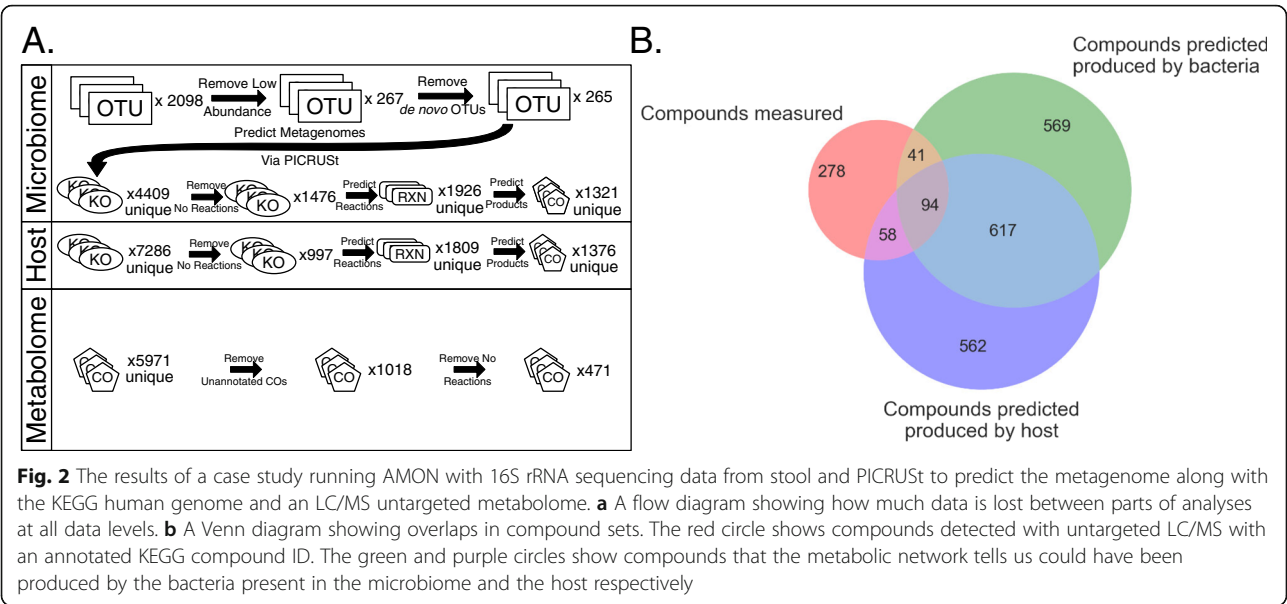 A.
Microbiome
OTU x 2098
Remove Low
Abundance
OTU x 267
Remove
de novo OTUs
OTU x 265
Predict Metagenomes
Via PICRUSt
KO KO x4409
unique
Remove
No Reactions
KO KO x1476
Predict
Reactions
RXN x1926
unique
Predict
Products
CO x1321
unique
Host
KO KO x7286
unique
Remove
No Reactions
KO KO x997
Predict
Reactions
RXN x1809
unique
Predict
Products
CO x1376
unique
Metabolome
CO x5971
unique
Remove
Unannotated COs
CO x1018
Remove No
Reactions
CO x471
B.
Compounds predicted
produced by bacteria
Compounds measured
569
41
278
94
58
617
562
Compounds predicted
produced by host
Fig. 2 The results of a case study running AMON with 16S rRNA sequencing data from stool and PICRUSt to predict the metagenome along with
the KEGG human genome and an LC/MS untargeted metabolome. a A flow diagram showing how much data is lost between parts of analyses
at all data levels. b A Venn diagram showing overlaps in compound sets. The red circle shows compounds detected with untargeted LC/MS with
an annotated KEGG compound ID. The green and purple circles show compounds that the metabolic network tells us could have been
produced by the bacteria present in the microbiome and the host respectively